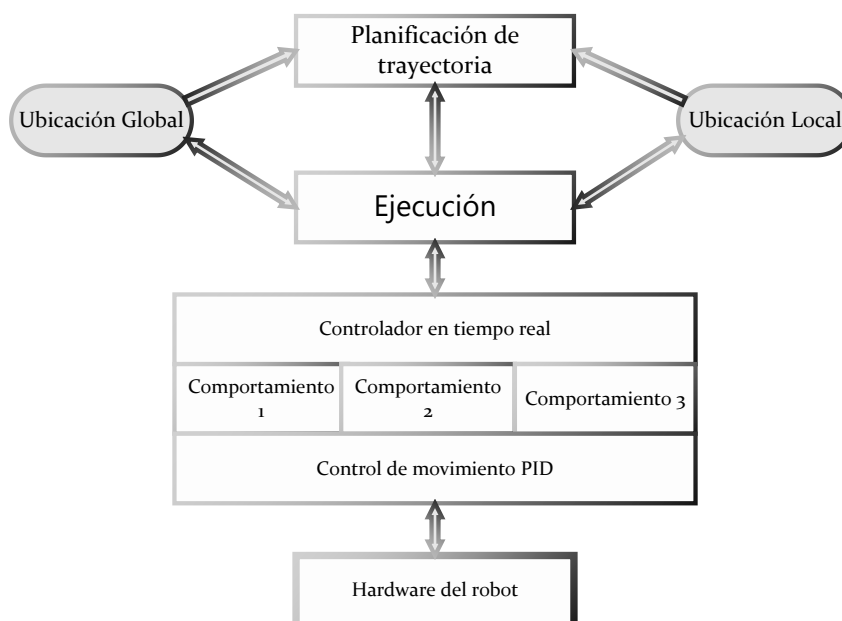 Planificación de
trayectoria
Ubicación Global
Ubicación Local
Ejecución
Controlador en tiempo real
Comportamiento
1
Comportamiento
2
Comportamiento 3
Control de movimiento PID
Hardware del robot